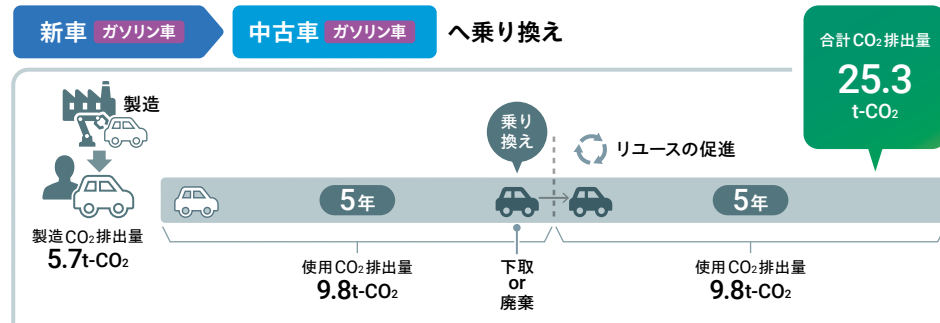 新車 ガソリン車 中古車 ガソリン車 へ乗り換え
合計CO₂排出量
25.3
t-CO₂
製造
乗り
換え
リユースの促進
5年
5年
製造CO₂排出量
5.7t-CO₂
使用CO₂排出量
9.8t-CO₂
下取
or
廃棄
使用CO₂排出量
9.8t-CO₂